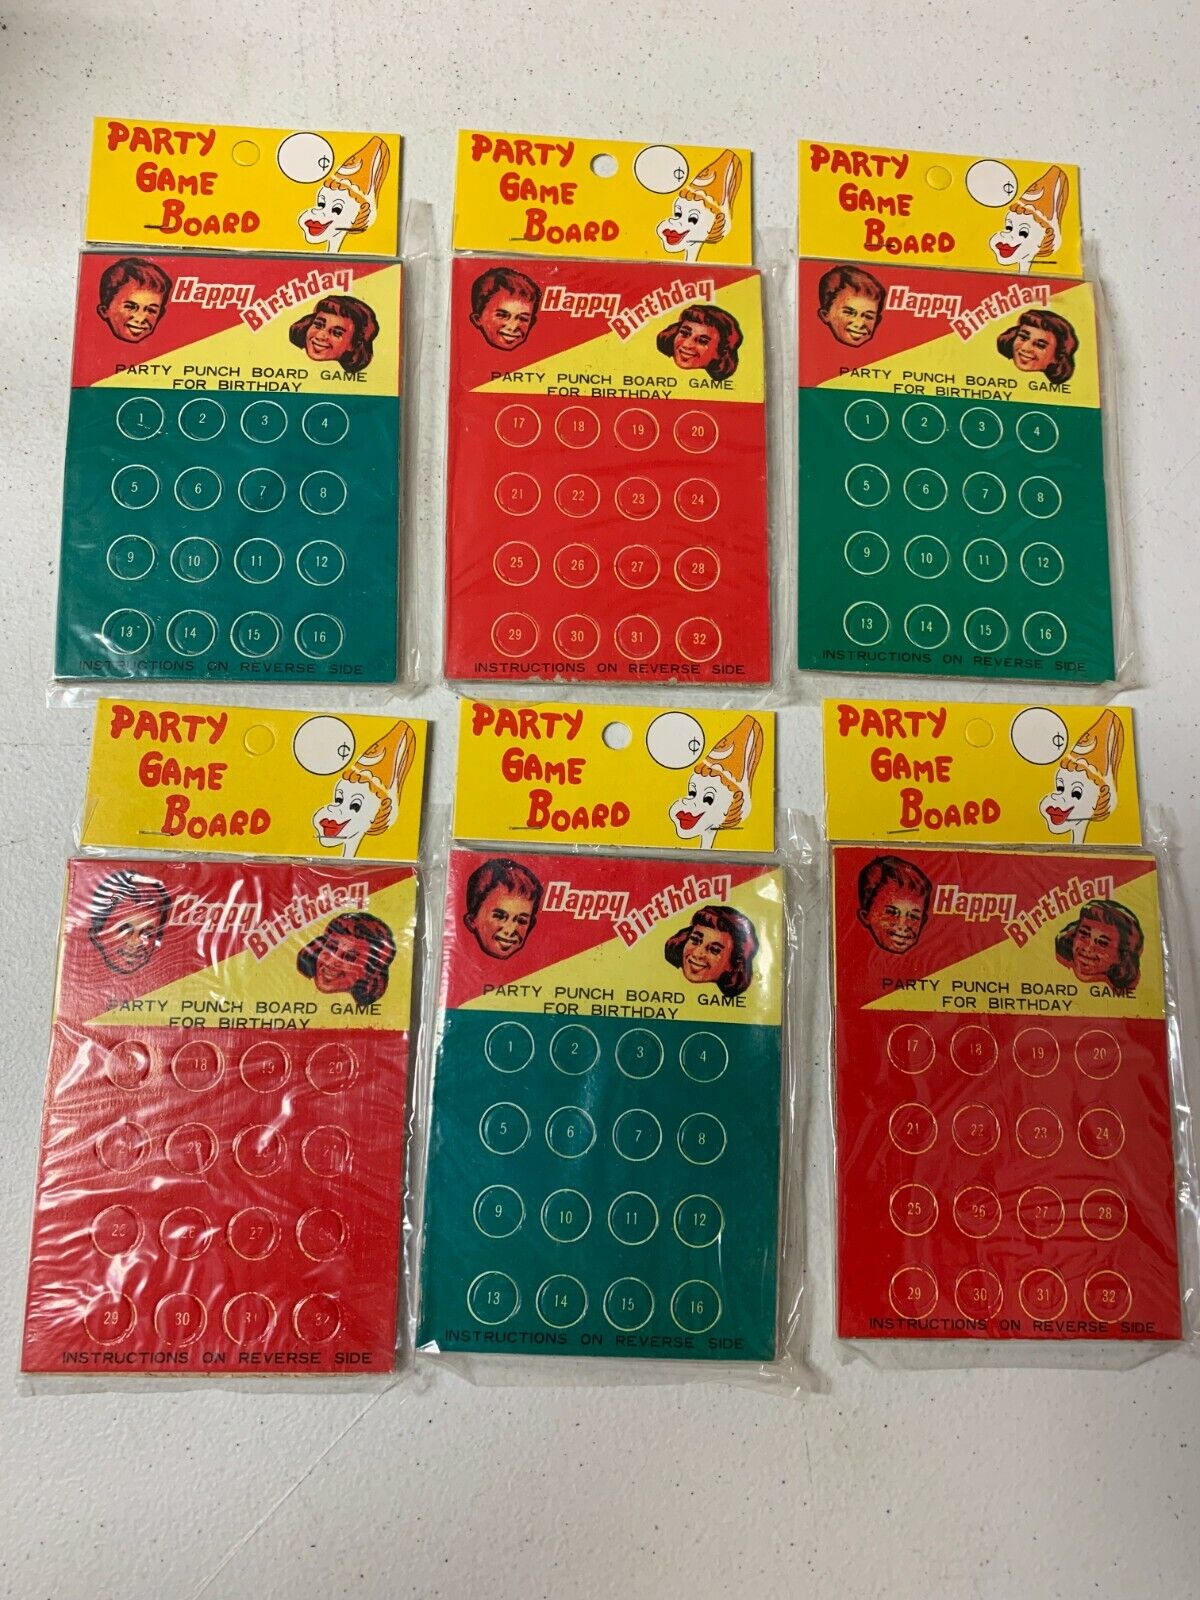 PARTY
GAME
BOARD
¢
Happy Birthday
PARTY PUNCH BOARD GAME
FOR BIRTHDAY
1 2 3 4
5 6 7 8
9 10 11 12
13 14 15 16
INSTRUCTIONS ON REVERSE SIDE
PARTY
GAME
BOARD
¢
Happy Birthday
PARTY PUNCH BOARD GAME
FOR BIRTHDAY
17 18 19 20
21 22 23 24
25 26 27 28
29 30 31 32
INSTRUCTIONS ON REVERSE SIDE
PARTY
GAME
BOARD
¢
Happy Birthday
PARTY PUNCH BOARD GAME
FOR BIRTHDAY
1 2 3 4
5 6 7 8
9 10 11 12
13 14 15 16
INSTRUCTIONS ON REVERSE SIDE
PARTY
GAME
BOARD
¢
Happy Birthday
PARTY PUNCH BOARD GAME
FOR BIRTHDAY
18 19 20
27
29 30 31 32
INSTRUCTIONS ON REVERSE SIDE
PARTY
GAME
BOARD
¢
Happy Birthday
PARTY PUNCH BOARD GAME
FOR BIRTHDAY
1 2 3 4
5 6 7 8
9 10 11 12
13 14 15 16
INSTRUCTIONS ON REVERSE SIDE
PARTY
GAME
BOARD
¢
Happy Birthday
PARTY PUNCH BOARD GAME
FOR BIRTHDAY
17 18 19 20
21 22 23 24
25 26 27 28
29 30 31 32
INSTRUCTIONS ON REVERSE SIDE